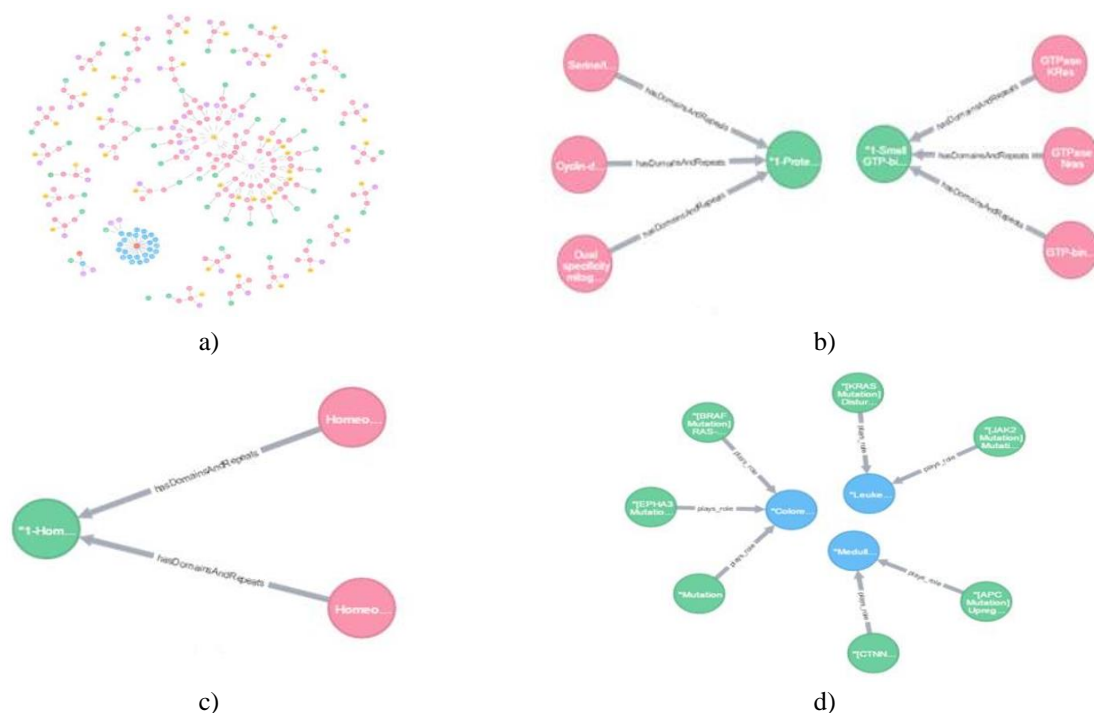 Serine/t...
hasDomainsAndRepeats
Cyclin-d...
hasDomainsAndRepeats
Dual
specificity
mitog...
hasDomainsAndRepeats
"1-Prote...
"1-Small
GTP-bi...
GTPase
KRas
hasDomainsAndRepeats
GTPase
Nras
hasDomainsAndRepeats
GTP-bin...
hasDomainsAndRepeats
a)
b)
Homeo...
hasDomainsAndRepeats
"1-Hom...
hasDomainsAndRepeats
Homeo...
"[KRAS
Mutation]
Distur...
plays_role
"[BRAF
Mutation]
RAS-...
plays_role
"[JAK2
Mutation]
Mutati...
plays_role
"Leuke...
"[EPHA3
Mutatio...
plays_role
"Colorr...
"Medull...
"Mutation
plays_role
"[APC
Mutation]
Upreg...
plays_role
"[CTNN...
plays_role
c)
d)